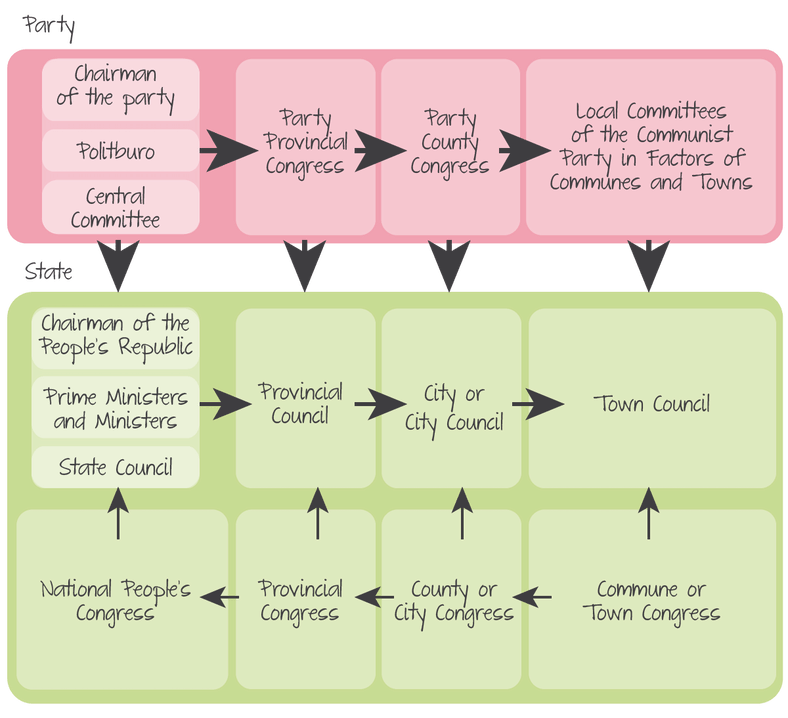 Party
Chairman
of the party
Politburo
Central
Committee
Party
Provincial
Congress
Party
County
Congress
Local Committees
of the Communist
Party in Factors of
Communes and Towns
State
Chairman of the
People's Republic
Prime Ministers
and Ministers
State Council
Provincial
Council
City or
City Council
Town Council
National People's
Congress
Provincial
Congress
County or
City Congress
Commune or
Town Congress